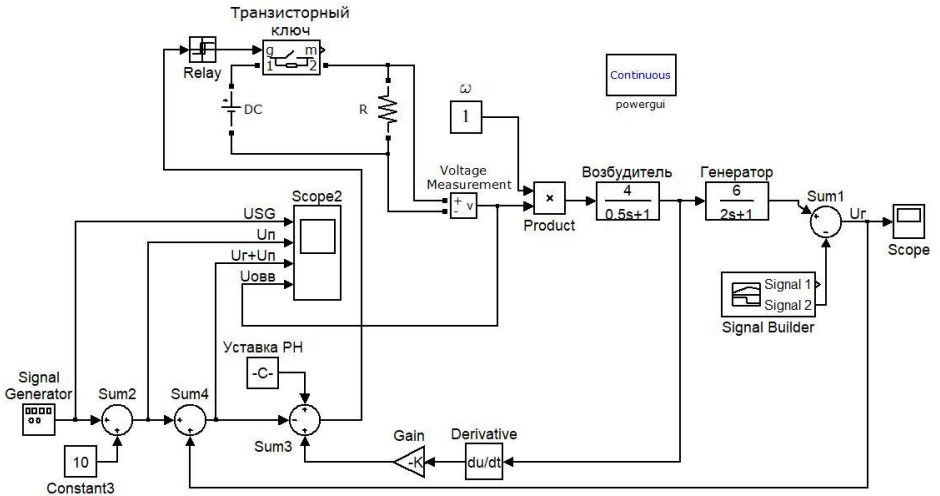 Транзисторный
ключ
g
m
1
2
Relay
DC
R
ω
1
Continuous
powergui
Voltage
Measurement
+
-
v
×
Product
Возбудитель
4
0.5s+1
Генератор
6
2s+1
Sum1
+
-
Uг
Scope
Signal 1
Signal 2
Signal Builder
Scope2
USG
Uп
Uг+Uп
Uовв
Уставка РН
-C-
Signal
Generator
Sum2
+
+
Sum4
+
+
+
-
+
Sum3
10
Constant3
Gain
-K
Derivative
du/dt